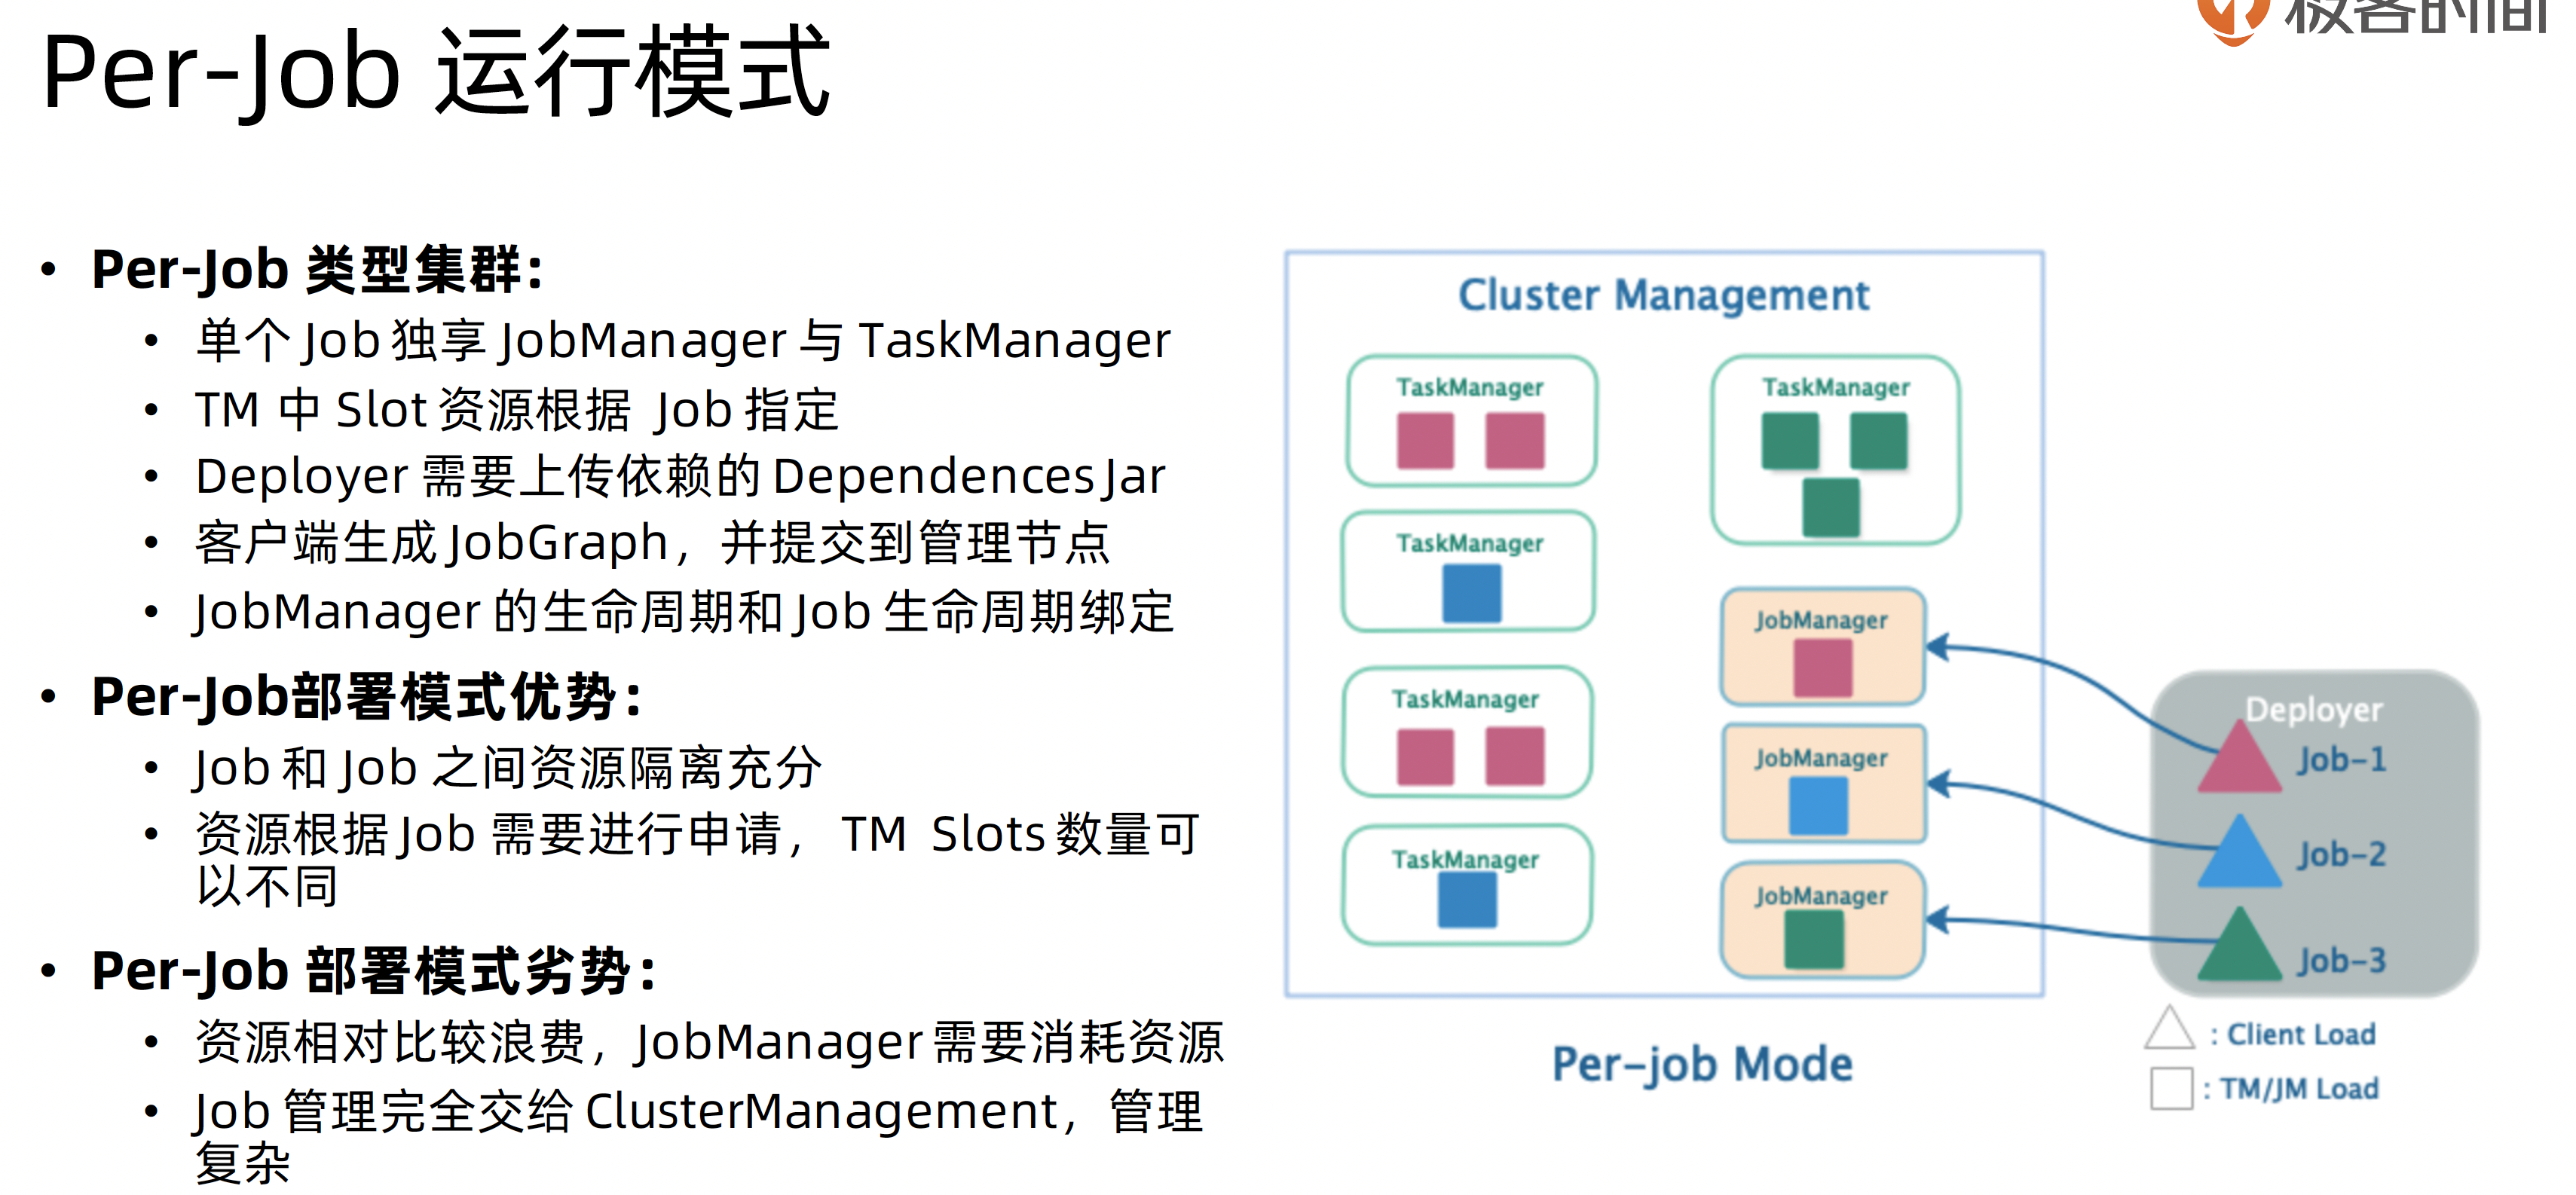 极客时间
Per-Job 运行模式
• Per-Job 类型集群:
• 单个 Job 独享 JobManager 与 TaskManager
• TM 中 Slot 资源根据 Job 指定
• Deployer 需要上传依赖的 Dependences Jar
• 客户端生成 JobGraph，并提交到管理节点
• JobManager 的生命周期和 Job 生命周期绑定
• Per-Job部署模式优势：
• Job 和 Job 之间资源隔离充分
• 资源根据 Job 需要进行申请，TM Slots 数量可
以不同
• Per-Job 部署模式劣势：
• 资源相对比较浪费，JobManager 需要消耗资源
• Job 管理完全交给 ClusterManagement，管理
复杂
Cluster Management
TaskManager
TaskManager
TaskManager
TaskManager
TaskManager
JobManager
JobManager
JobManager
Deployer
Job-1
Job-2
Job-3
: Client Load
: TM/JM Load
Per-job Mode